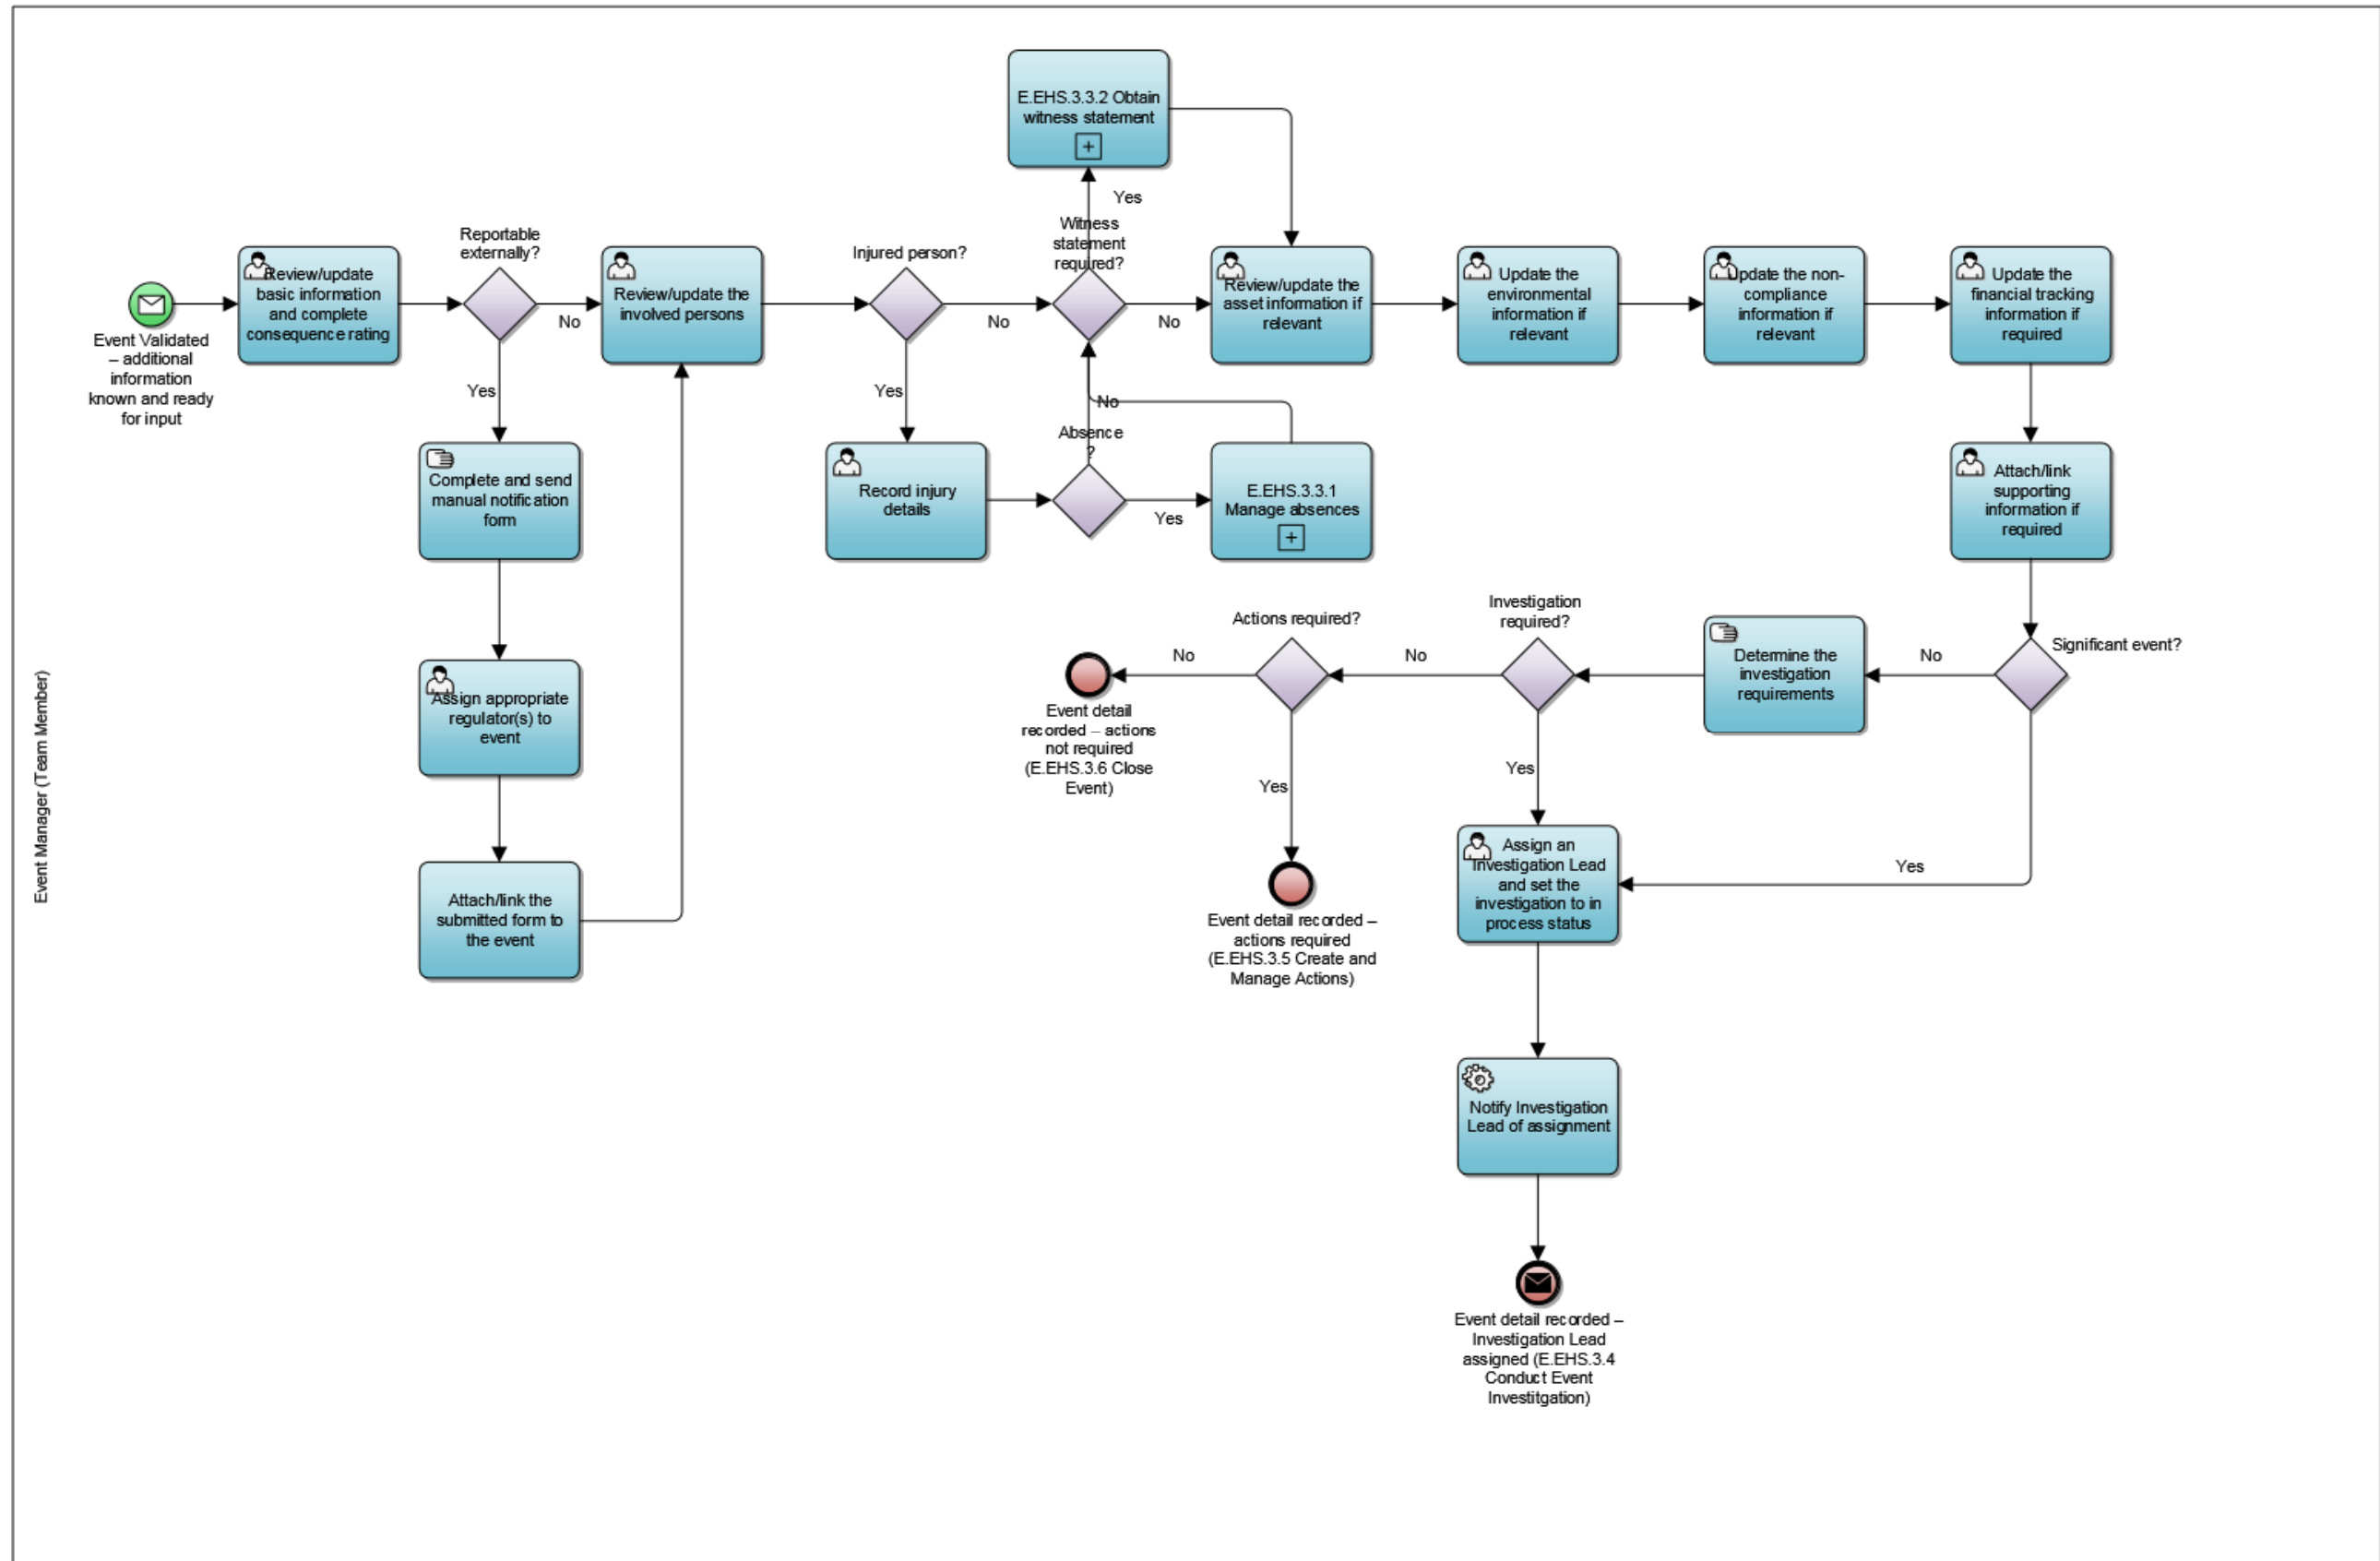 Event Manager (Team Member)
Event Validated
– additional
information
known and ready
for input
Review/update
basic information
and complete
consequence rating
Reportable
externally?
No
Yes
Complete and send
manual notification
form
Assign appropriate
regulator(s) to
event
Attach/link the
submitted form to
the event
Review/update the
involved persons
Injured person?
No
Yes
Record injury
details
Absence
?
No
Yes
E.EHS.3.3.1
Manage absences
+
Witness
statement
required?
Yes
No
E.EHS.3.3.2 Obtain
witness statement
+
Review/update the
asset information if
relevant
Update the
environmental
information if
relevant
Update the non-
compliance
information if
relevant
Update the
financial tracking
information if
required
Attach/link
supporting
information if
required
Significant event?
No
Yes
Determine the
investigation
requirements
Investigation
required?
No
Yes
Actions required?
No
Yes
Event detail
recorded – actions
not required
(E.EHS.3.6 Close
Event)
Event detail recorded –
actions required
(E.EHS.3.5 Create and
Manage Actions)
Assign an
Investigation Lead
and set the
investigation to in
process status
Notify Investigation
Lead of assignment
Event detail recorded –
Investigation Lead
assigned (E.EHS.3.4
Conduct Event
Investitgation)